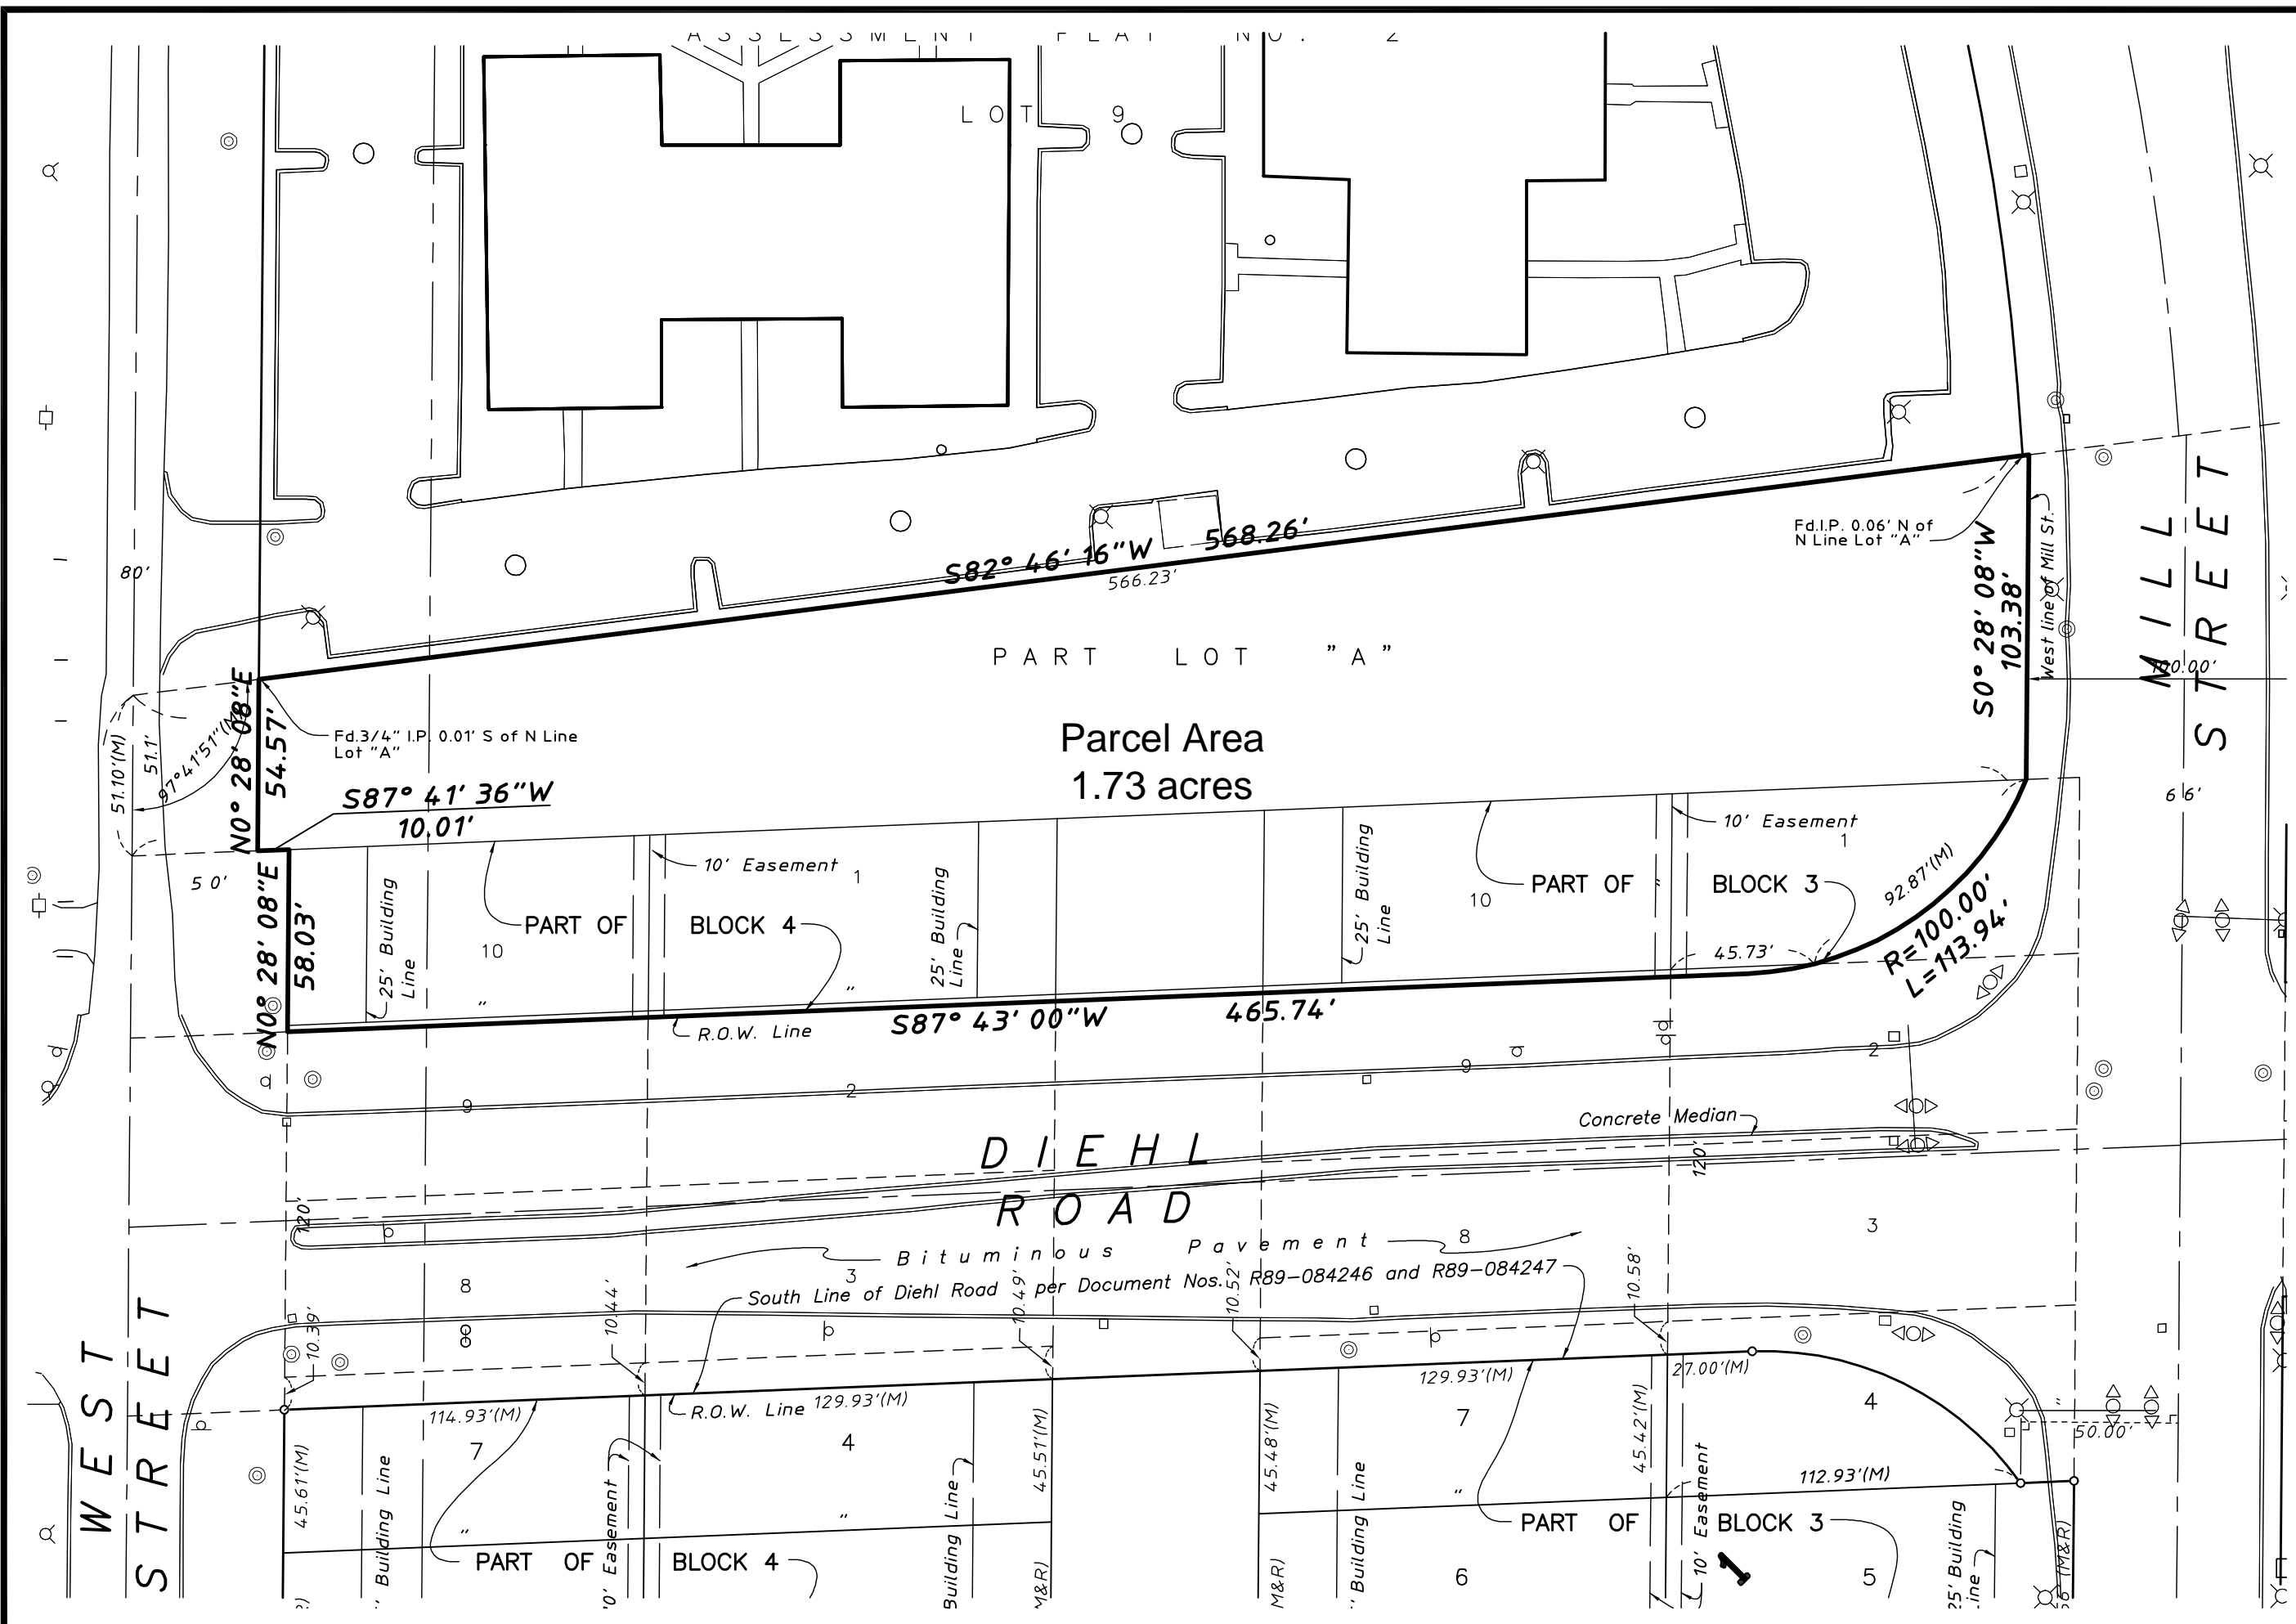 ASSESSMENT PLAT NO. 2
LOT 9
80'
S82° 46' 16"W 568.26'
566.23'
Fd.I.P. 0.06' N of
N Line Lot "A"
S0° 28' 08"W
103.38'
West line of Mill St.
MILL
STREET
100.00'
66'
PART LOT "A"
Parcel Area
1.73 acres
N0° 28' 08"E
54.57'
Fd.3/4" I.P. 0.01' S of N Line
Lot "A"
97°41'51"(M)
51.10'(M)
51.1'
S87° 41' 36"W
10.01'
50'
N0° 28' 08"E
58.03'
25' Building
Line
10
"
PART OF BLOCK 4
10' Easement
1
"
25' Building
Line
25' Building
Line
10
PART OF " BLOCK 3
10' Easement
1
92.87'(M)
R=100.00'
L=113.94'
45.73'
R.O.W. Line
S87° 43' 00"W 465.74'
9
2
9
2
Concrete Median
DIEHL
ROAD
120'
120'
Bituminous Pavement
8
3
8
3
South Line of Diehl Road per Document Nos. R89-084246 and R89-084247
10.39'
10.44'
10.49'
10.52'
10.58'
WEST
STREET
114.93'(M)
R.O.W. Line
129.93'(M)
129.93'(M)
27.00'(M)
7
4
7
4
45.61'(M)
45.51'(M)
45.48'(M)
45.42'(M)
112.93'(M)
50.00'
"
"
"
"
' Building Line
0' Easement
Building Line
' Building Line
10' Easement
25' Building
ine
PART OF BLOCK 4
PART OF BLOCK 3
6
5
M&R)
M&R)
(M&R)